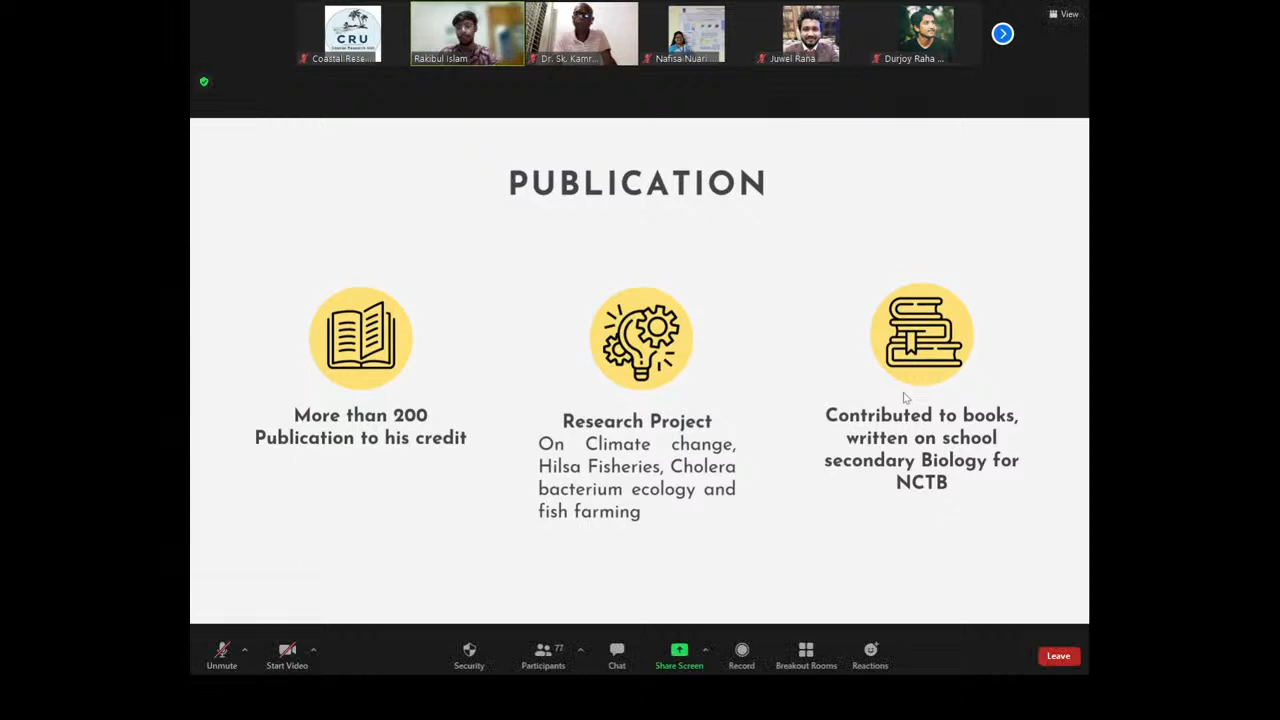 View
CRU
Coastal Research Unit
Coastal Rese...
Rakibul Islam
Dr. Sk. Kamr...
Nafisa Nuari ...
Juwel Rana
Durjoy Raha ...
PUBLICATION
More than 200
Publication to his credit
Research Project
On Climate change,
Hilsa Fisheries, Cholera
bacterium ecology and
fish farming
Contributed to books,
written on school
secondary Biology for
NCTB
Unmute
Start Video
Security
Participants
77
Chat
Share Screen
Record
Breakout Rooms
Reactions
Leave